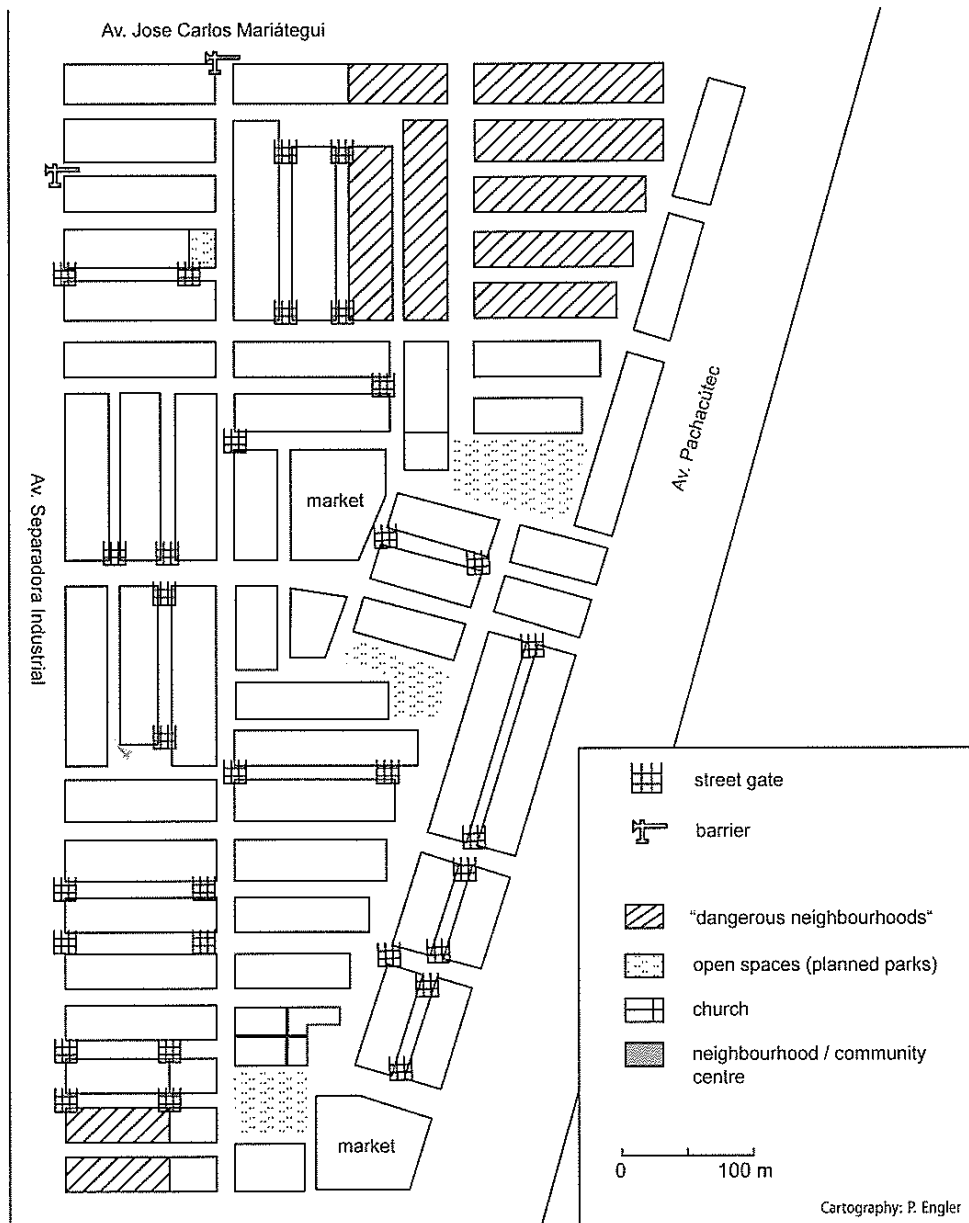 Av. Jose Carlos Mariátegui
Av. Pachacútec
market
Av. Separadora Industrial
street gate
barrier
"dangerous neighbourhoods"
open spaces (planned parks)
church
neighbourhood / community
centre
market
0 100 m
Cartography: P. Engler